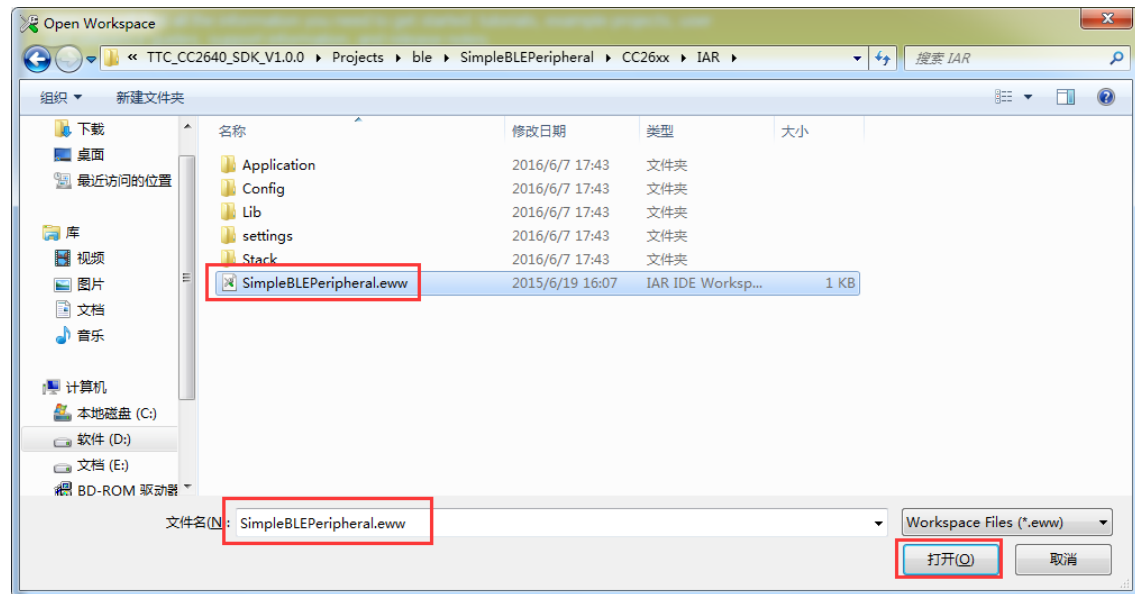 Open Workspace
« TTC_CC2640_SDK_V1.0.0 ▸ Projects ▸ ble ▸ SimpleBLEPeripheral ▸ CC26xx ▸ IAR ▸
搜索 IAR
组织 ▼ 新建文件夹
下载
桌面
最近访问的位置
库
视频
图片
文档
音乐
计算机
本地磁盘 (C:)
软件 (D:)
文档 (E:)
BD-ROM 驱动器
名称 修改日期 类型 大小
Application 2016/6/7 17:43 文件夹
Config 2016/6/7 17:43 文件夹
Lib 2016/6/7 17:43 文件夹
settings 2016/6/7 17:43 文件夹
Stack 2016/6/7 17:43 文件夹
SimpleBLEPeripheral.eww 2015/6/19 16:07 IAR IDE Worksp... 1 KB
文件名(N): SimpleBLEPeripheral.eww
Workspace Files (*.eww)
打开(O) 取消